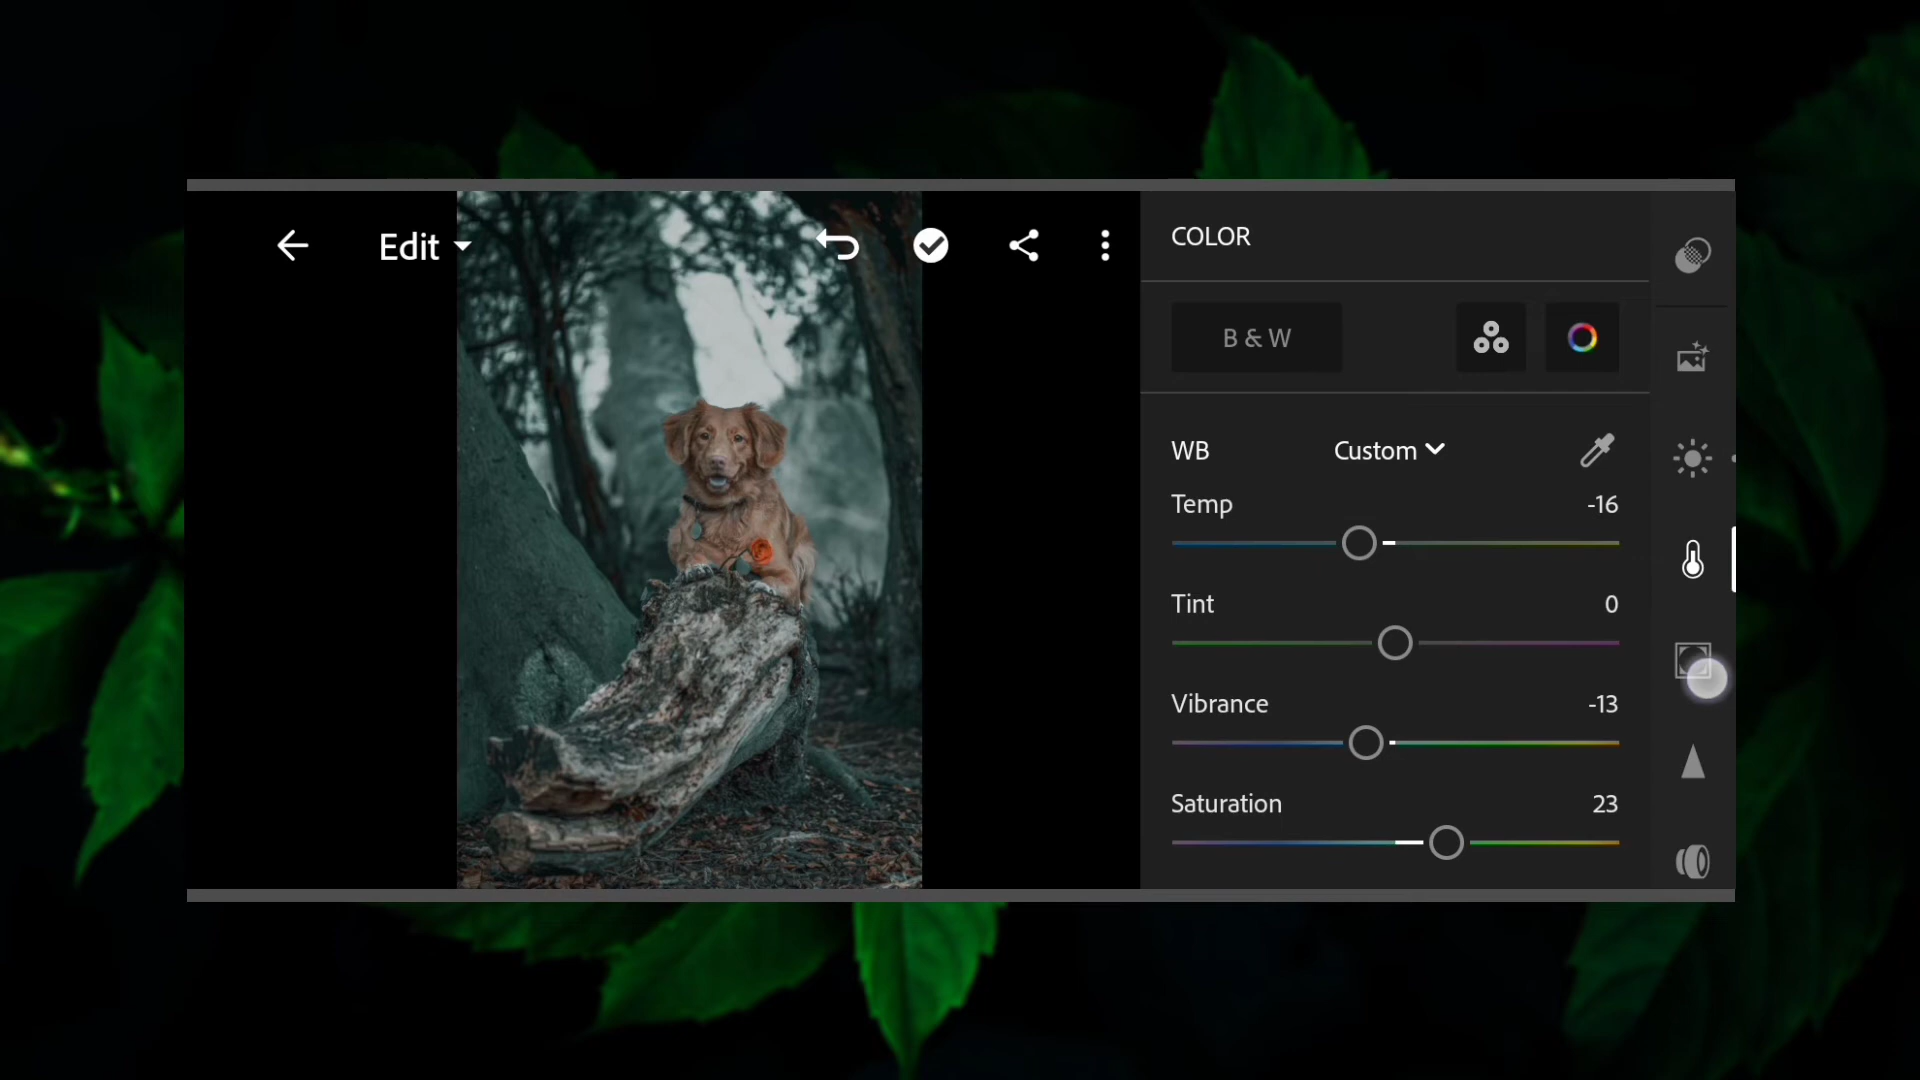 Edit
COLOR
B & W
WB Custom
Temp -16
Tint 0
Vibrance -13
Saturation 23